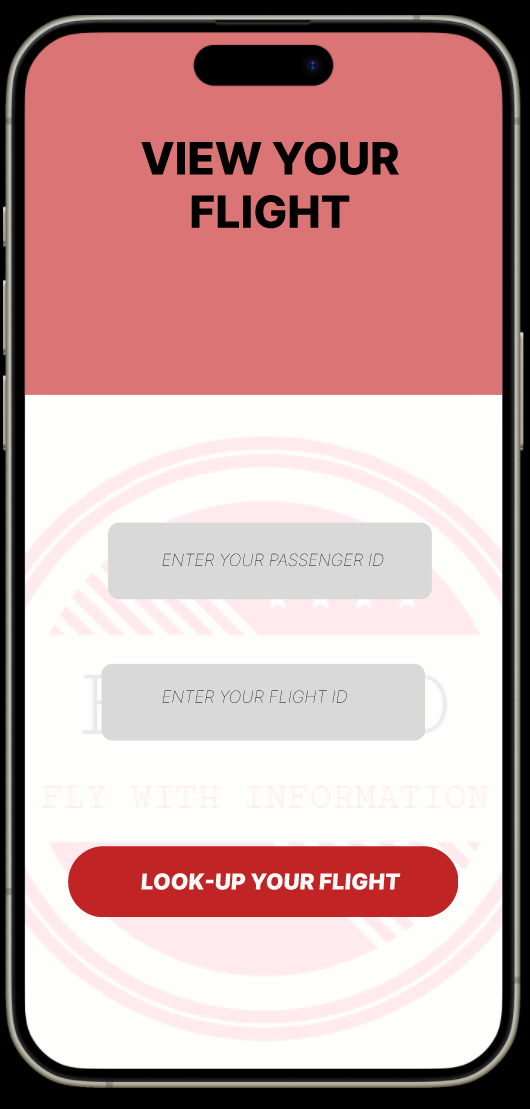 VIEW YOUR
FLIGHT
ENTER YOUR PASSENGER ID
ENTER YOUR FLIGHT ID
FLY WITH INFORMATION
LOOK-UP YOUR FLIGHT